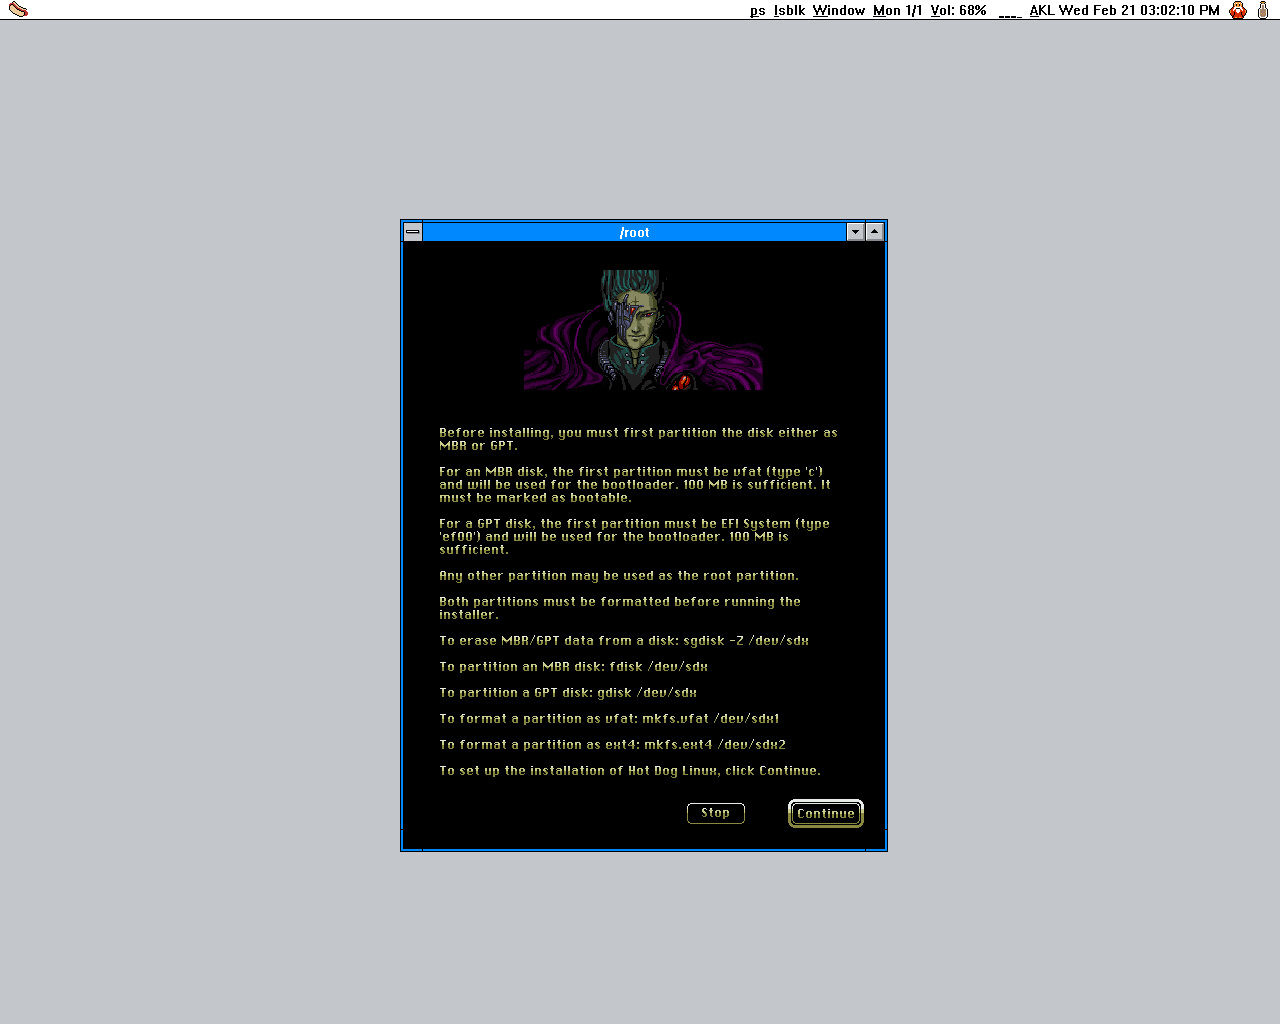 ps lsblk Window Mon 1/1 Vol: 68% ____ AKL Wed Feb 21 03:02:10 PM
/root
Before installing, you must first partition the disk either as
MBR or GPT.
For an MBR disk, the first partition must be vfat (type 'c')
and will be used for the bootloader. 100 MB is sufficient. It
must be marked as bootable.
For a GPT disk, the first partition must be EFI System (type
'ef00') and will be used for the bootloader. 100 MB is
sufficient.
Any other partition may be used as the root partition.
Both partitions must be formatted before running the
installer.
To erase MBR/GPT data from a disk: sgdisk -Z /dev/sdx
To partition an MBR disk: fdisk /dev/sdx
To partition a GPT disk: gdisk /dev/sdx
To format a partition as vfat: mkfs.vfat /dev/sdx1
To format a partition as ext4: mkfs.ext4 /dev/sdx2
To set up the installation of Hot Dog Linux, click Continue.
Stop Continue